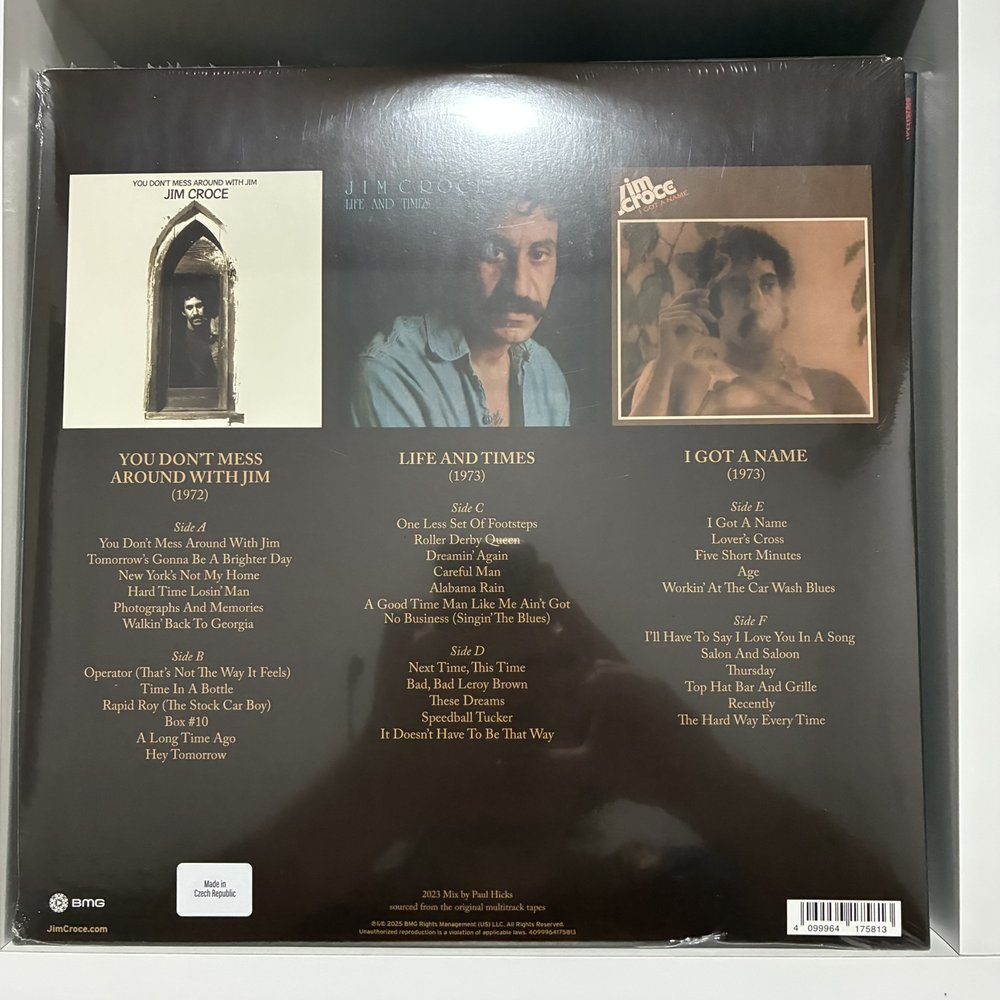 YOU DON'T MESS AROUND WITH JIM
JIM CROCE
JIM CROCE
LIFE AND TIMES
Jim
Croce
I GOT A NAME
YOU DON'T MESS
AROUND WITH JIM
(1972)
Side A
You Don't Mess Around With Jim
Tomorrow's Gonna Be A Brighter Day
New York's Not My Home
Hard Time Losin' Man
Photographs And Memories
Walkin' Back To Georgia
Side B
Operator (That's Not The Way It Feels)
Time In A Bottle
Rapid Roy (The Stock Car Boy)
Box #10
A Long Time Ago
Hey Tomorrow
LIFE AND TIMES
(1973)
Side C
One Less Set Of Footsteps
Roller Derby Queen
Dreamin' Again
Careful Man
Alabama Rain
A Good Time Man Like Me Ain't Got
No Business (Singin' The Blues)
Side D
Next Time, This Time
Bad, Bad Leroy Brown
These Dreams
Speedball Tucker
It Doesn't Have To Be That Way
I GOT A NAME
(1973)
Side E
I Got A Name
Lover's Cross
Five Short Minutes
Age
Workin' At The Car Wash Blues
Side F
I'll Have To Say I Love You In A Song
Salon And Saloon
Thursday
Top Hat Bar And Grille
Recently
The Hard Way Every Time
BMG
JimCroce.com
Made in
Czech Republic
2023 Mix by Paul Hicks
sourced from the original multitrack tapes
℗&© 2025 BMG Rights Management (US) LLC. All Rights Reserved.
Unauthorized reproduction is a violation of applicable laws. 4099964175813
4 099964 175813